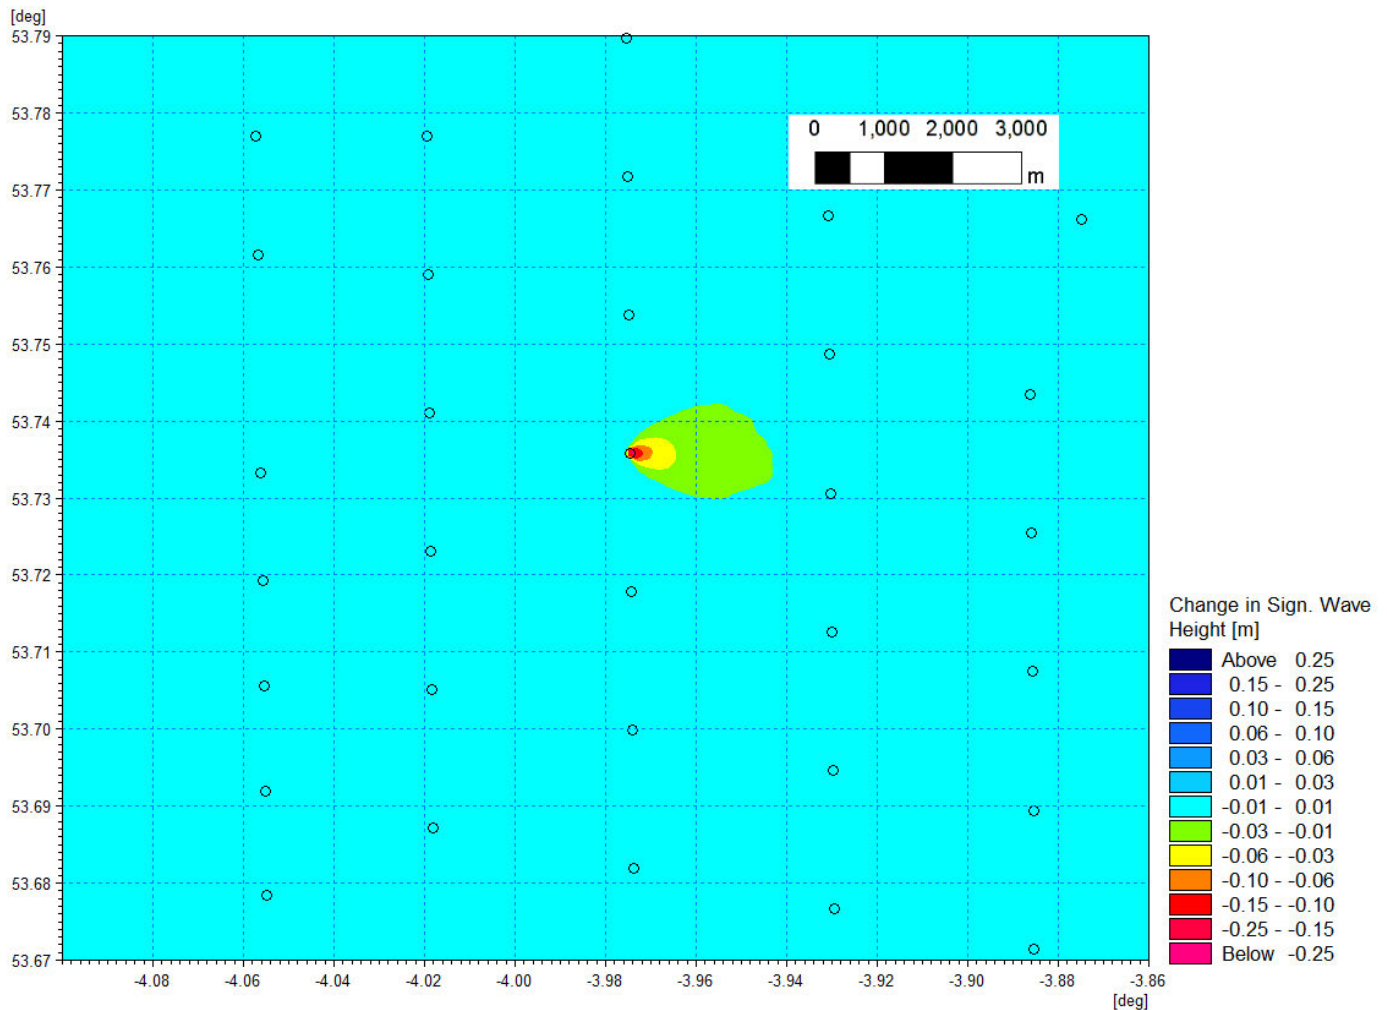 [deg]
53.79
53.78
53.77
53.76
53.75
53.74
53.73
53.72
53.71
53.70
53.69
53.68
53.67
0 1,000 2,000 3,000
m
-4.08 -4.06 -4.04 -4.02 -4.00 -3.98 -3.96 -3.94 -3.92 -3.90 -3.88 -3.86
[deg]
Change in Sign. Wave
Height [m]
Above 0.25
0.15 - 0.25
0.10 - 0.15
0.06 - 0.10
0.03 - 0.06
0.01 - 0.03
-0.01 - 0.01
-0.03 - -0.01
-0.06 - -0.03
-0.10 - -0.06
-0.15 - -0.10
-0.25 - -0.15
Below -0.25